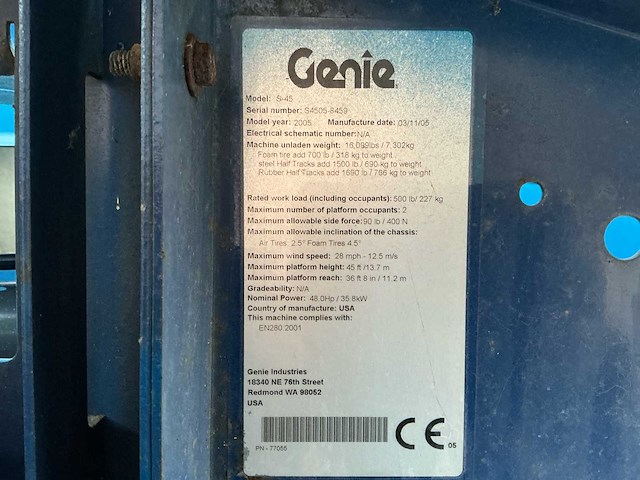 Genie
Model: S-45
Serial number: S4505-8459
Model year: 2005 Manufacture date: 03/11/05
Electrical schematic number: N/A
Machine unladen weight: 16,099lbs / 7,302kg
Foam tire add 700 lb / 318 kg to weight
steel Half Tracks add 1500 lb / 690 kg to weight
Rubber Half Tracks add 1690 lb / 766 kg to weight
Rated work load (including occupants): 500 lb/ 227 kg
Maximum number of platform occupants: 2
Maximum allowable side force: 90 lb / 400 N
Maximum allowable inclination of the chassis:
Air Tires: 2.5° Foam Tires 4.5°
Maximum wind speed: 28 mph - 12.5 m/s
Maximum platform height: 45 ft /13.7 m
Maximum platform reach: 36 ft 8 in / 11.2 m
Gradeability: N/A
Nominal Power: 48.0Hp / 35.8kW
Country of manufacture: USA
This machine complies with:
EN280:2001
Genie Industries
18340 NE 76th Street
Redmond WA 98052
USA
CE 05
PN - 77055